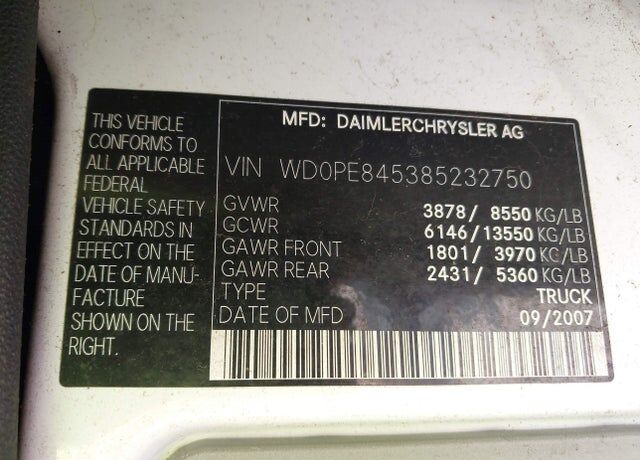 THIS VEHICLE
CONFORMS TO
ALL APPLICABLE
FEDERAL
VEHICLE SAFETY
STANDARDS IN
EFFECT ON THE
DATE OF MANU-
FACTURE
SHOWN ON THE
RIGHT.
MFD: DAIMLERCHRYSLER AG
VIN WD0PE845385232750
GVWR 3878/ 8550 KG/LB
GCWR 6146/13550 KG/LB
GAWR FRONT 1801/ 3970 KG/LB
GAWR REAR 2431/ 5360 KG/LB
TYPE TRUCK
DATE OF MFD 09/2007